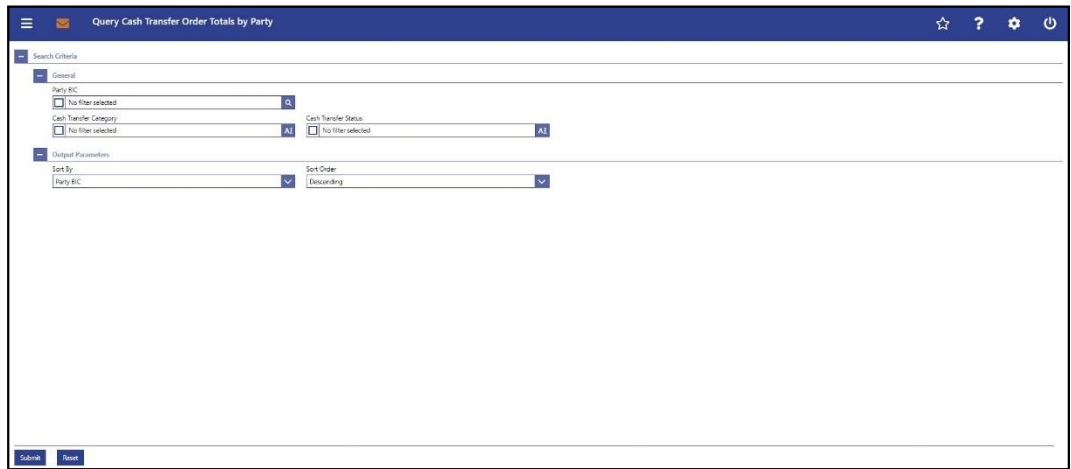 Query Cash Transfer Order Totals by Party
Search Criteria
General
Party BIC
No filter selected
Cash Transfer Category Cash Transfer Status
No filter selected No filter selected
Output Parameters
Sort By Sort Order
Party BIC Descending
Submit Reset